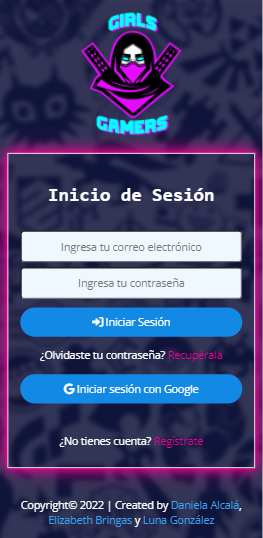 GIRLS
GAMERS
Inicio de Sesión
Ingresa tu correo electrónico
Ingresa tu contraseña
Iniciar Sesión
¿Olvidaste tu contraseña? Recupérala
Iniciar sesión con Google
¿No tienes cuenta? Regístrate
Copyright© 2022 | Created by Daniela Alcalá,
Elizabeth Bringas y Luna González